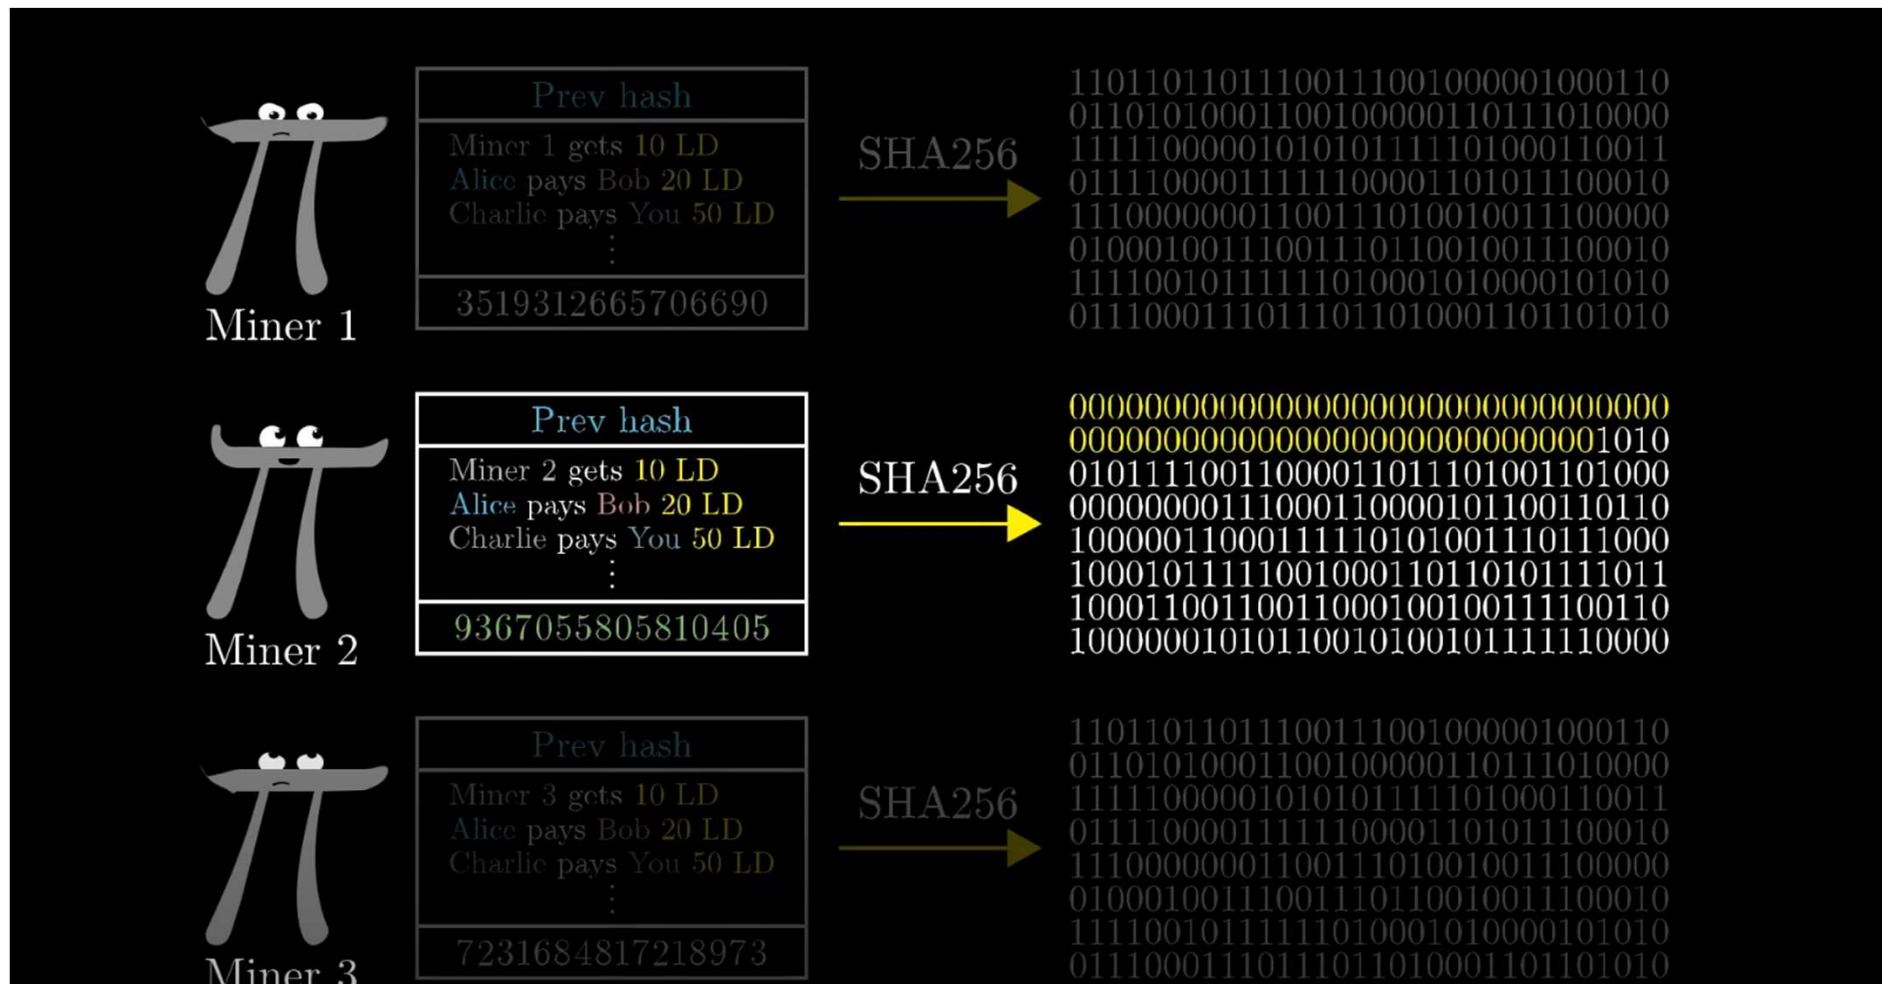 Prev hash
Miner 1 gets 10 LD
Alice pays Bob 20 LD
Charlie pays You 50 LD
⋮
3519312665706690
Miner 1
SHA256
11011011011100111001000001000110
01101010001100100000110111010000
11111000001010101111101000110011
01111000011111100001101011100010
11100000001100111010010011100000
01000100111001110110010011100010
11110010111111010001010000101010
01110001110111011010001101101010
Prev hash
Miner 2 gets 10 LD
Alice pays Bob 20 LD
Charlie pays You 50 LD
⋮
9367055805810405
Miner 2
SHA256
00000000000000000000000000000000
00000000000000000000000000001010
01011110011000011011101001101000
00000000111000110000101100110110
10000011000111110101001110111000
10001011111001000110110101111011
10001100110011000100100111100110
10000001010110010100101111110000
Prev hash
Miner 3 gets 10 LD
Alice pays Bob 20 LD
Charlie pays You 50 LD
⋮
7231684817218973
Miner 3
SHA256
11011011011100111001000001000110
01101010001100100000110111010000
11111000001010101111101000110011
01111000011111100001101011100010
11100000001100111010010011100000
01000100111001110110010011100010
11110010111111010001010000101010
01110001110111011010001101101010